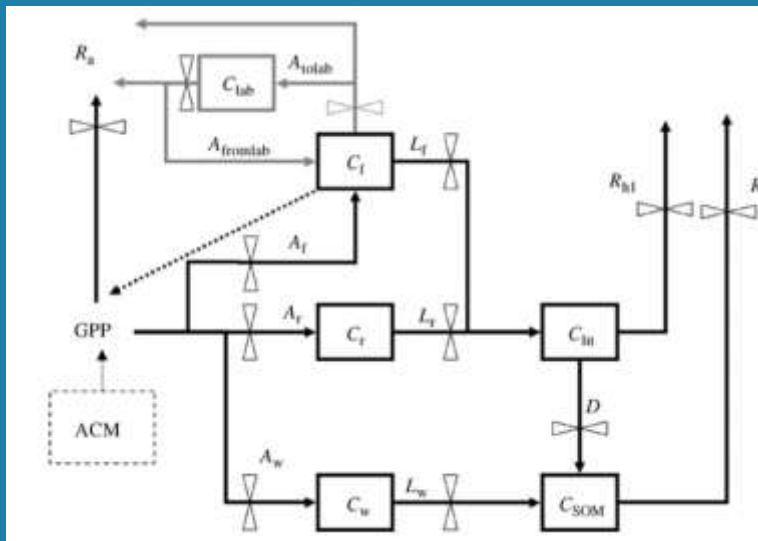 Ra
Clab
Atolab
Afromlab
Cf
Lf
Rh1
R
Af
GPP
Ar
Cr
Lr
Clit
D
ACM
Aw
Cw
Lw
CSOM